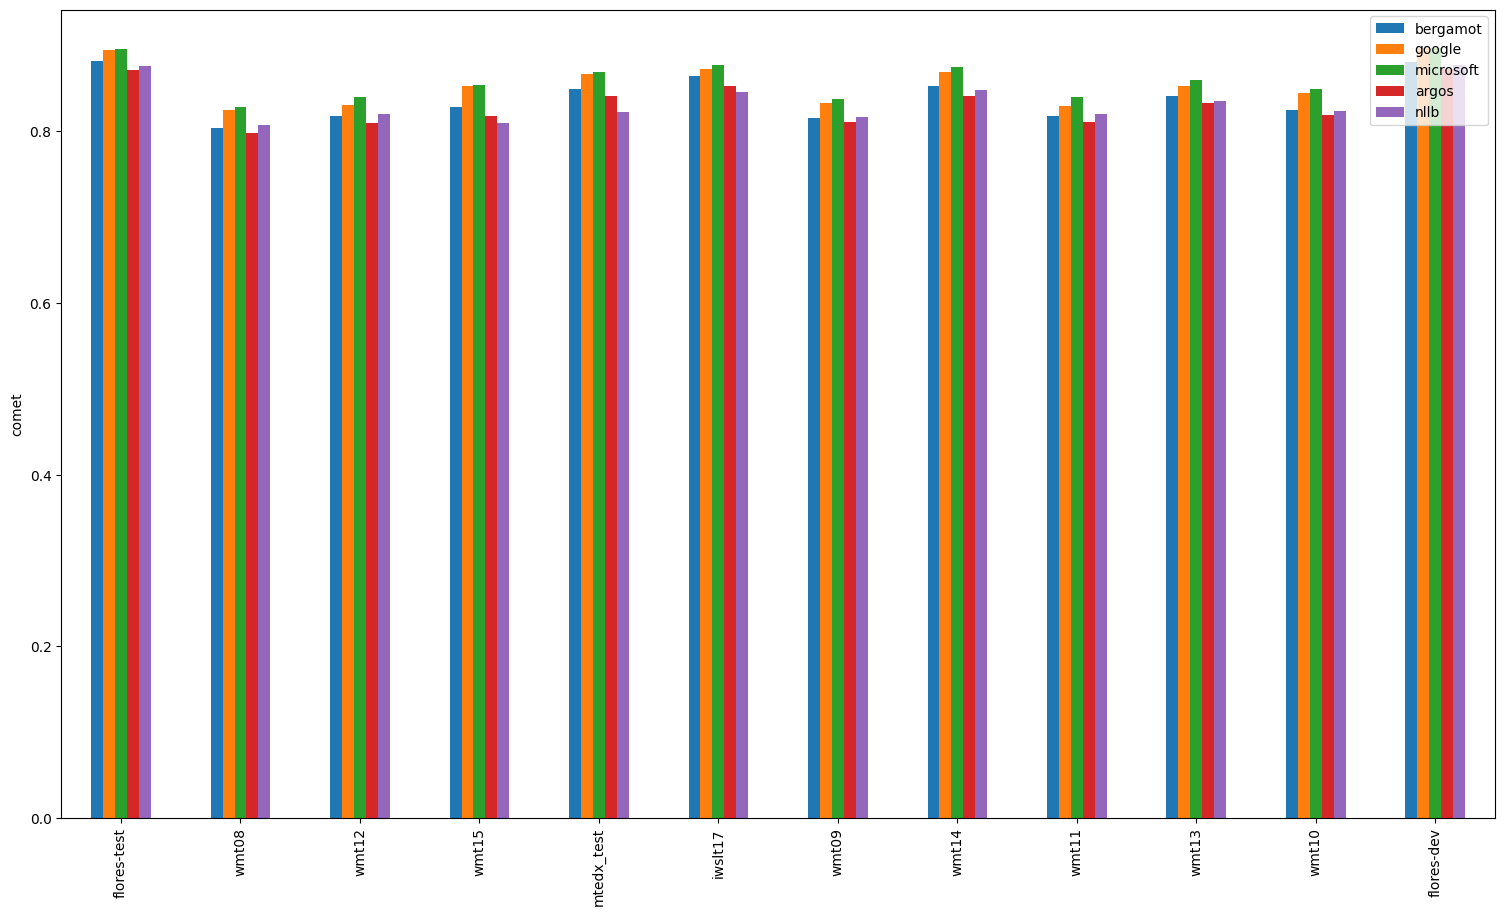 bergamot
google
microsoft
argos
nllb
comet
0.8
0.6
0.4
0.2
0.0
flores-test
wmt08
wmt12
wmt15
mtedx_test
iwslt17
wmt09
wmt14
wmt11
wmt13
wmt10
flores-dev